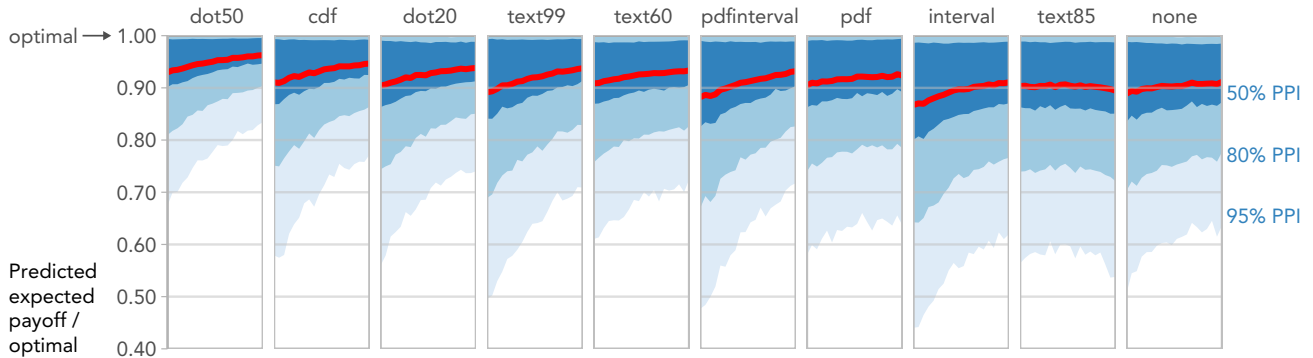 dot50 cdf dot20 text99 text60 pdfinterval pdf interval text85 none
optimal → 1.00
0.90
50% PPI
0.80
80% PPI
0.70
95% PPI
0.60
Predicted
expected
payoff /
optimal
0.50
0.40